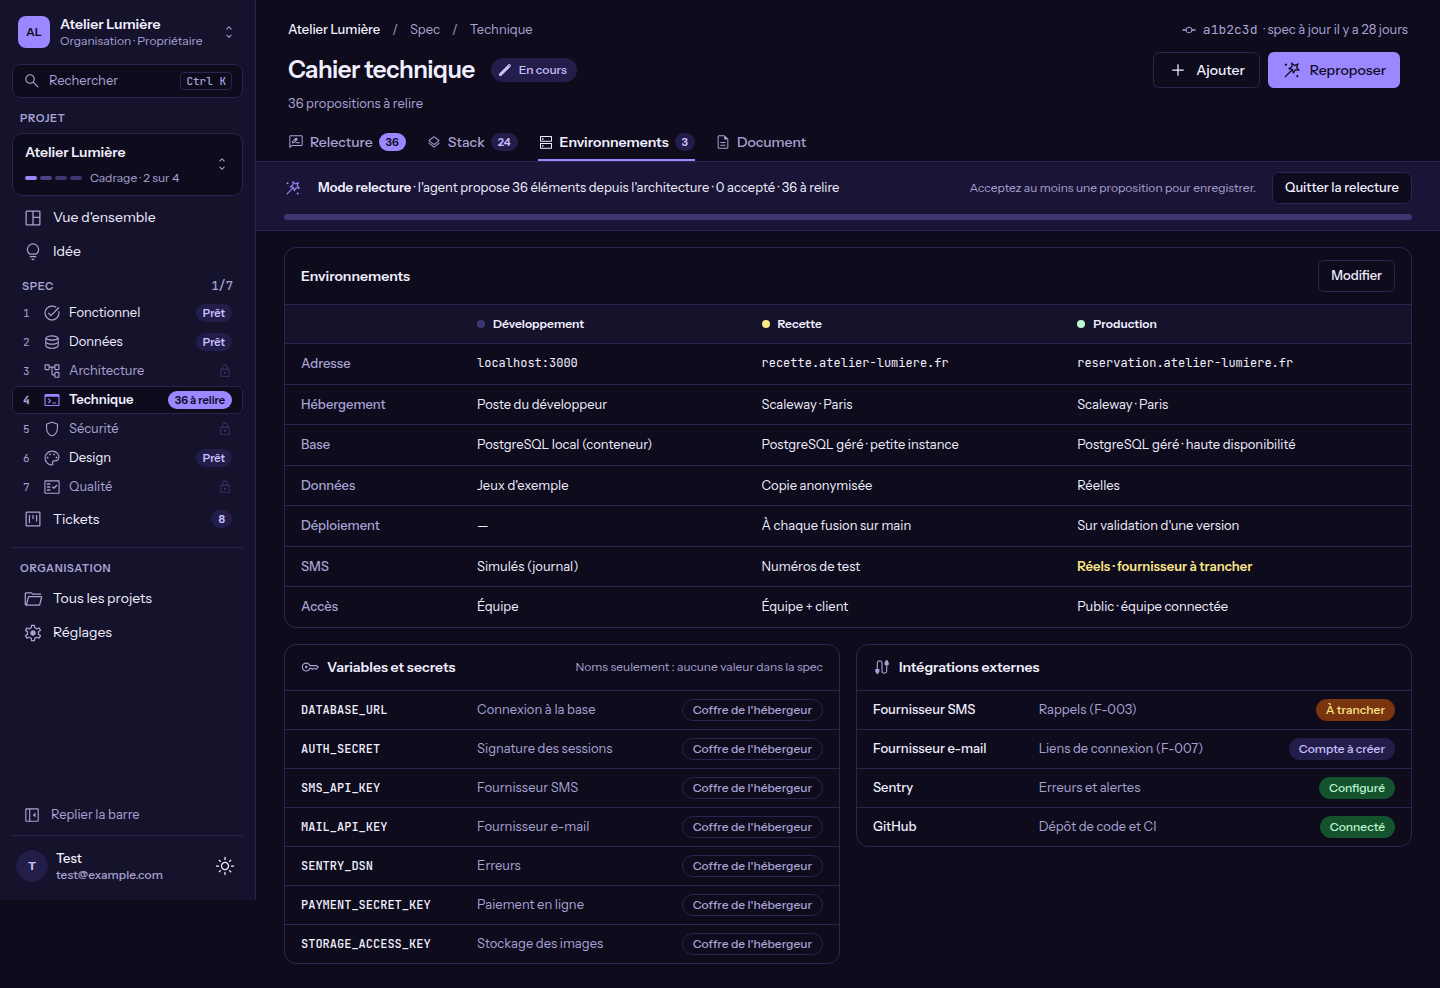 AL
Atelier Lumière
Organisation · Propriétaire
Rechercher
Ctrl K
PROJET
Atelier Lumière
Cadrage · 2 sur 4
Vue d'ensemble
Idée
SPEC 1/7
1 Fonctionnel Prêt
2 Données Prêt
3 Architecture
4 Technique 36 à relire
5 Sécurité
6 Design Prêt
7 Qualité
Tickets 8
ORGANISATION
Tous les projets
Réglages
Replier la barre
T
Test
test@example.com
Atelier Lumière / Spec / Technique
a1b2c3d · spec à jour il y a 28 jours
Cahier technique
En cours
Ajouter
Reproposer
36 propositions à relire
Relecture 36
Stack 24
Environnements 3
Document
Mode relecture · l'agent propose 36 éléments depuis l'architecture · 0 accepté · 36 à relire
Acceptez au moins une proposition pour enregistrer.
Quitter la relecture
Environnements
Modifier
Développement Recette Production
Adresse localhost:3000 recette.atelier-lumiere.fr reservation.atelier-lumiere.fr
Hébergement Poste du développeur Scaleway · Paris Scaleway · Paris
Base PostgreSQL local (conteneur) PostgreSQL géré · petite instance PostgreSQL géré · haute disponibilité
Données Jeux d'exemple Copie anonymisée Réelles
Déploiement — À chaque fusion sur main Sur validation d'une version
SMS Simulés (journal) Numéros de test Réels · fournisseur à trancher
Accès Équipe Équipe + client Public · équipe connectée
Variables et secrets
Noms seulement : aucune valeur dans la spec
DATABASE_URL Connexion à la base Coffre de l'hébergeur
AUTH_SECRET Signature des sessions Coffre de l'hébergeur
SMS_API_KEY Fournisseur SMS Coffre de l'hébergeur
MAIL_API_KEY Fournisseur e-mail Coffre de l'hébergeur
SENTRY_DSN Erreurs Coffre de l'hébergeur
PAYMENT_SECRET_KEY Paiement en ligne Coffre de l'hébergeur
STORAGE_ACCESS_KEY Stockage des images Coffre de l'hébergeur
Intégrations externes
Fournisseur SMS Rappels (F-003) À trancher
Fournisseur e-mail Liens de connexion (F-007) Compte à créer
Sentry Erreurs et alertes Configuré
GitHub Dépôt de code et CI Connecté